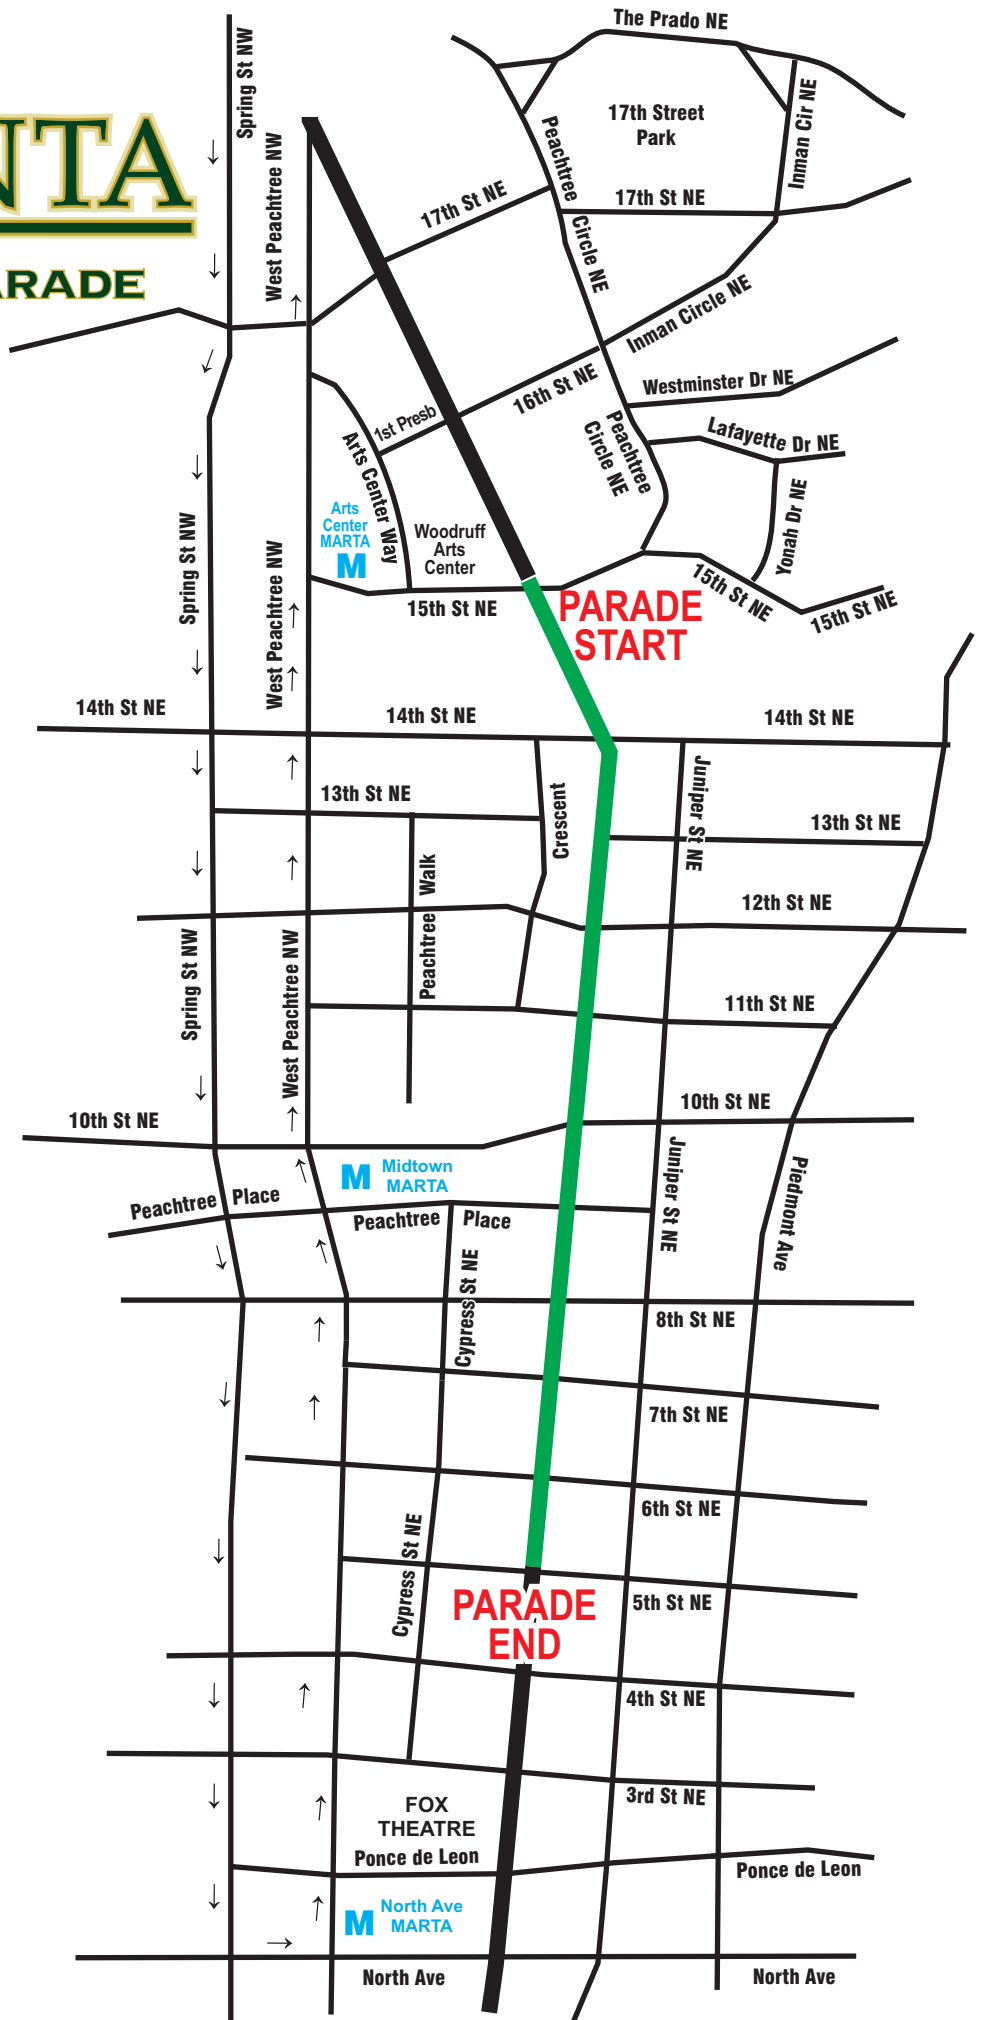 The Prado NE
Spring St NW
NTA
Inman Cir NE
17th Street
Park
Peachtree
Circle NE
West Peachtree NW
17th St NE
17th St NE
ARADE
Inman Circle NE
16th St NE
Westminster Dr NE
1st Presb
Peachtree
Circle NE
Lafayette Dr NE
Arts Center Way
Yonah Dr NE
Arts
Center
MARTA
M
Woodruff
Arts
Center
Spring St NW
West Peachtree NW
15th St NE
15th St NE
15th St NE
PARADE
START
14th St NE
14th St NE
14th St NE
13th St NE
Crescent
Juniper St NE
13th St NE
Peachtree Walk
12th St NE
Spring St NW
West Peachtree NW
11th St NE
10th St NE
10th St NE
M
Midtown
MARTA
Juniper St NE
Piedmont Ave
Peachtree Place
Peachtree Place
Cypress St NE
8th St NE
7th St NE
6th St NE
Cypress St NE
5th St NE
PARADE
END
4th St NE
3rd St NE
FOX
THEATRE
Ponce de Leon
Ponce de Leon
M
North Ave
MARTA
North Ave
North Ave